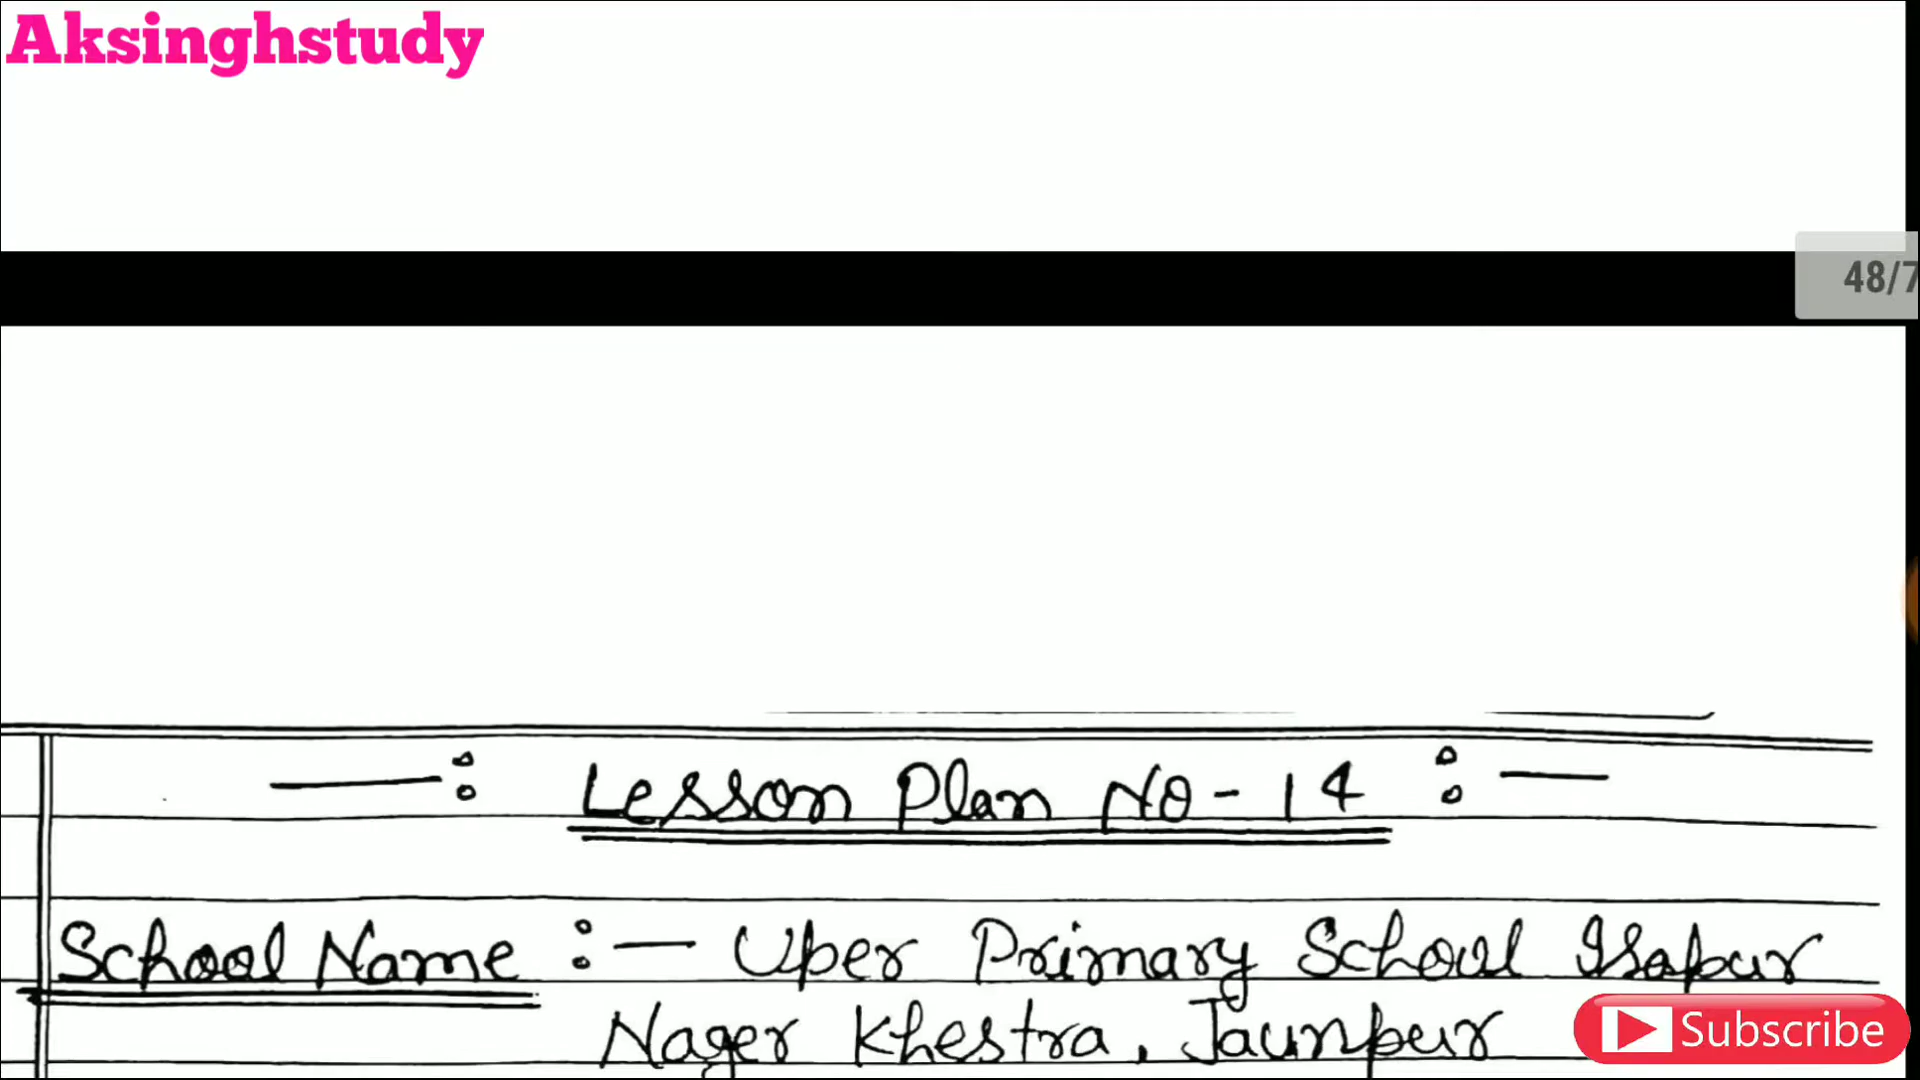 Aksinghstudy
48/7
—: Lesson Plan No - 14 :—
School Name :— Uper Primary School Isapur
Nager Khestra, Jaunpur
Subscribe